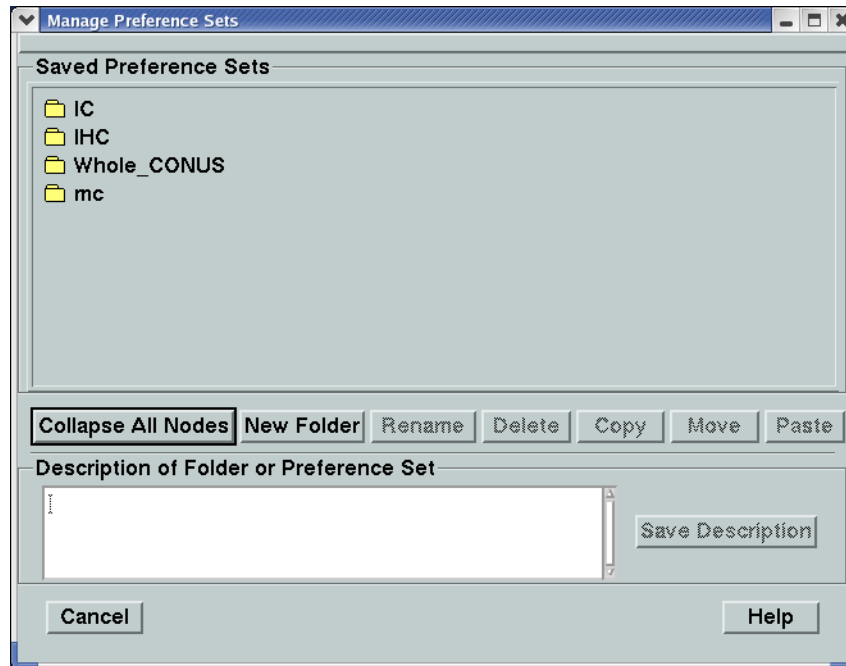 Manage Preference Sets
Saved Preference Sets
IC
IHC
Whole_CONUS
mc
Collapse All Nodes New Folder Rename Delete Copy Move Paste
Description of Folder or Preference Set
Save Description
Cancel Help